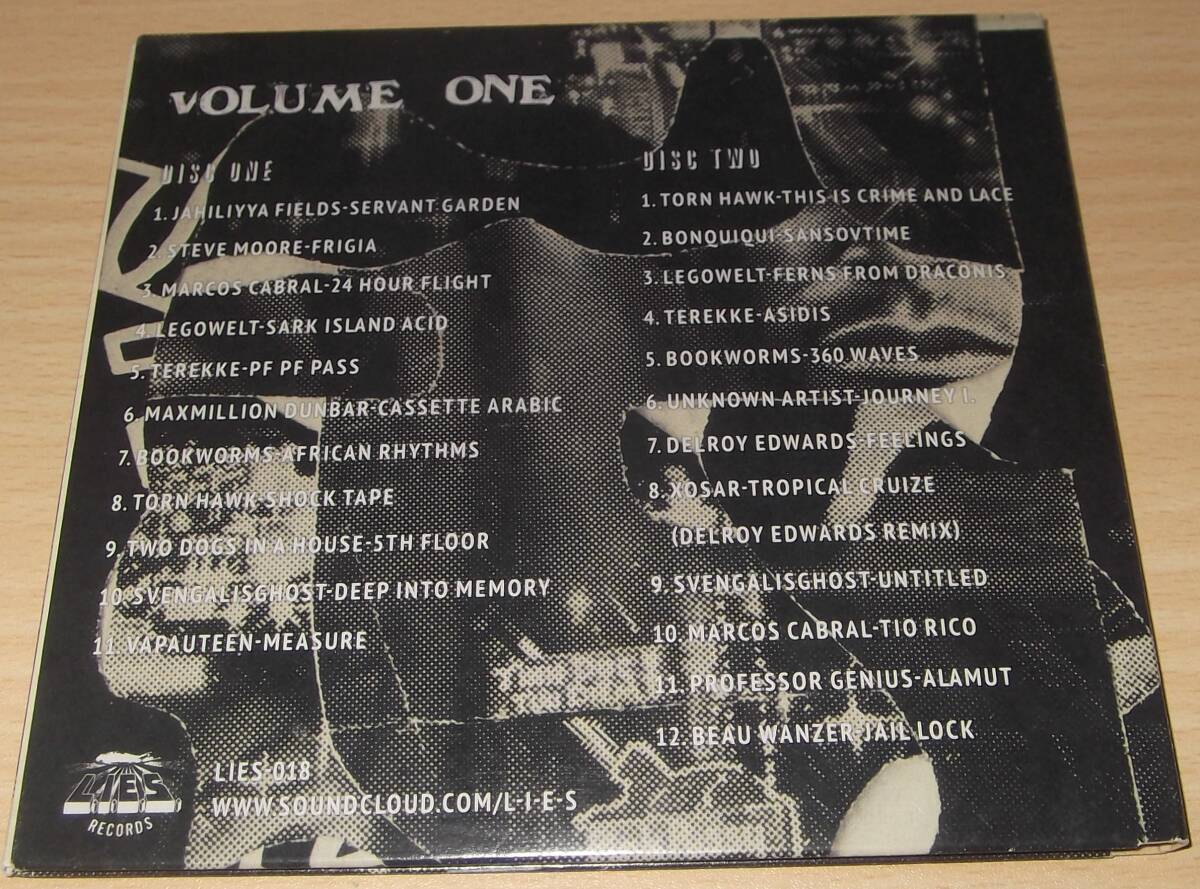 VOLUME ONE
DISC ONE
1. JAHILIYYA FIELDS-SERVANT GARDEN
2. STEVE MOORE-FRIGIA
3. MARCOS CABRAL-24 HOUR FLIGHT
4. LEGOWELT-SARK ISLAND ACID
5. TEREKKE-PF PF PASS
6. MAXMILLION DUNBAR-CASSETTE ARABIC
7. BOOKWORMS-AFRICAN RHYTHMS
8. TORN HAWK-SHOCK TAPE
9. TWO DOGS IN A HOUSE-5TH FLOOR
10. SVENGALISGHOST-DEEP INTO MEMORY
11. VAPAUTEEN-MEASURE
DISC TWO
1. TORN HAWK-THIS IS CRIME AND LACE
2. BONQUIQUI-SANSOVTIME
3. LEGOWELT-FERNS FROM DRACONIS
4. TEREKKE-ASIDIS
5. BOOKWORMS-360 WAVES
6. UNKNOWN ARTIST-JOURNEY I.
7. DELROY EDWARDS-FEELINGS
8. XOSAR-TROPICAL CRUIZE
(DELROY EDWARDS REMIX)
9. SVENGALISGHOST-UNTITLED
10. MARCOS CABRAL-TIO RICO
11. PROFESSOR GENIUS-ALAMUT
12. BEAU WANZER-JAIL LOCK
L.I.E.S
RECORDS
LIES-018
WWW.SOUNDCLOUD.COM/L-I-E-S